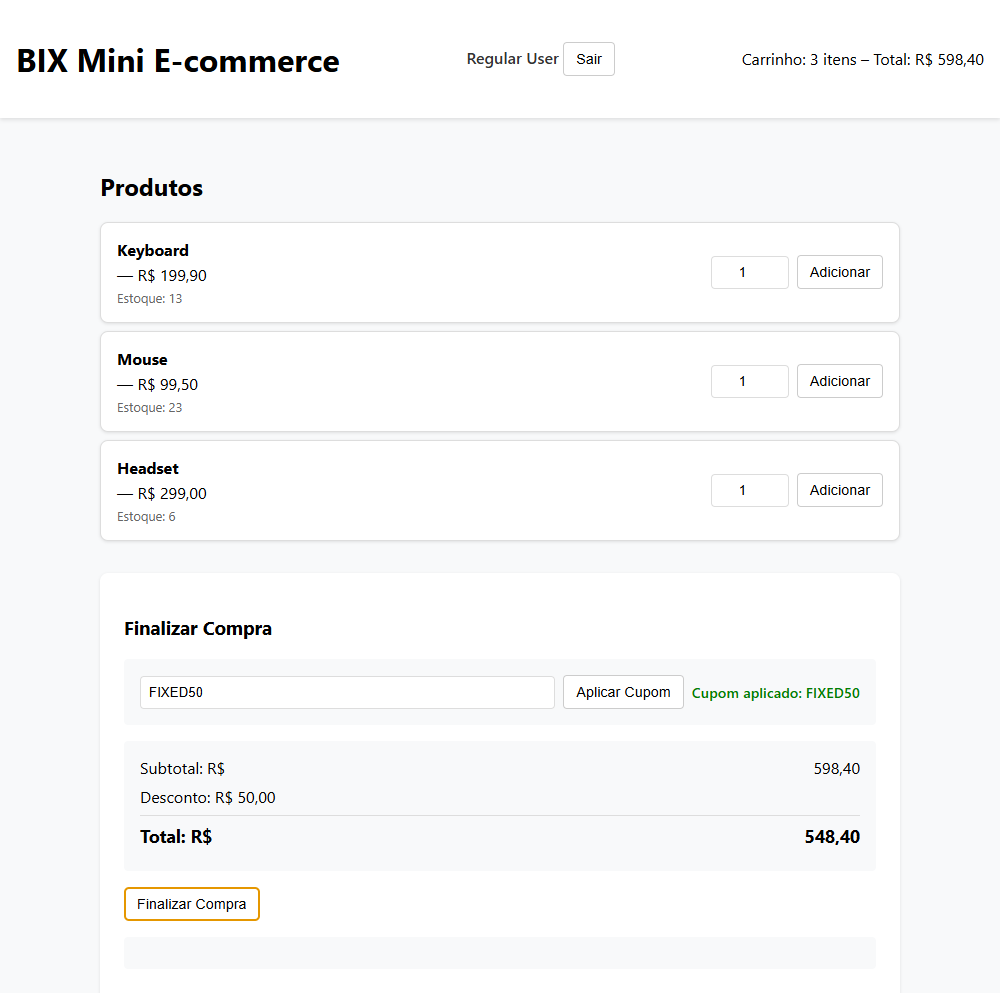 BIX Mini E-commerce
Regular User Sair
Carrinho: 3 itens – Total: R$ 598,40
Produtos
Keyboard
— R$ 199,90
Estoque: 13
1 Adicionar
Mouse
— R$ 99,50
Estoque: 23
1 Adicionar
Headset
— R$ 299,00
Estoque: 6
1 Adicionar
Finalizar Compra
FIXED50 Aplicar Cupom Cupom aplicado: FIXED50
Subtotal: R$ 598,40
Desconto: R$ 50,00
Total: R$ 548,40
Finalizar Compra